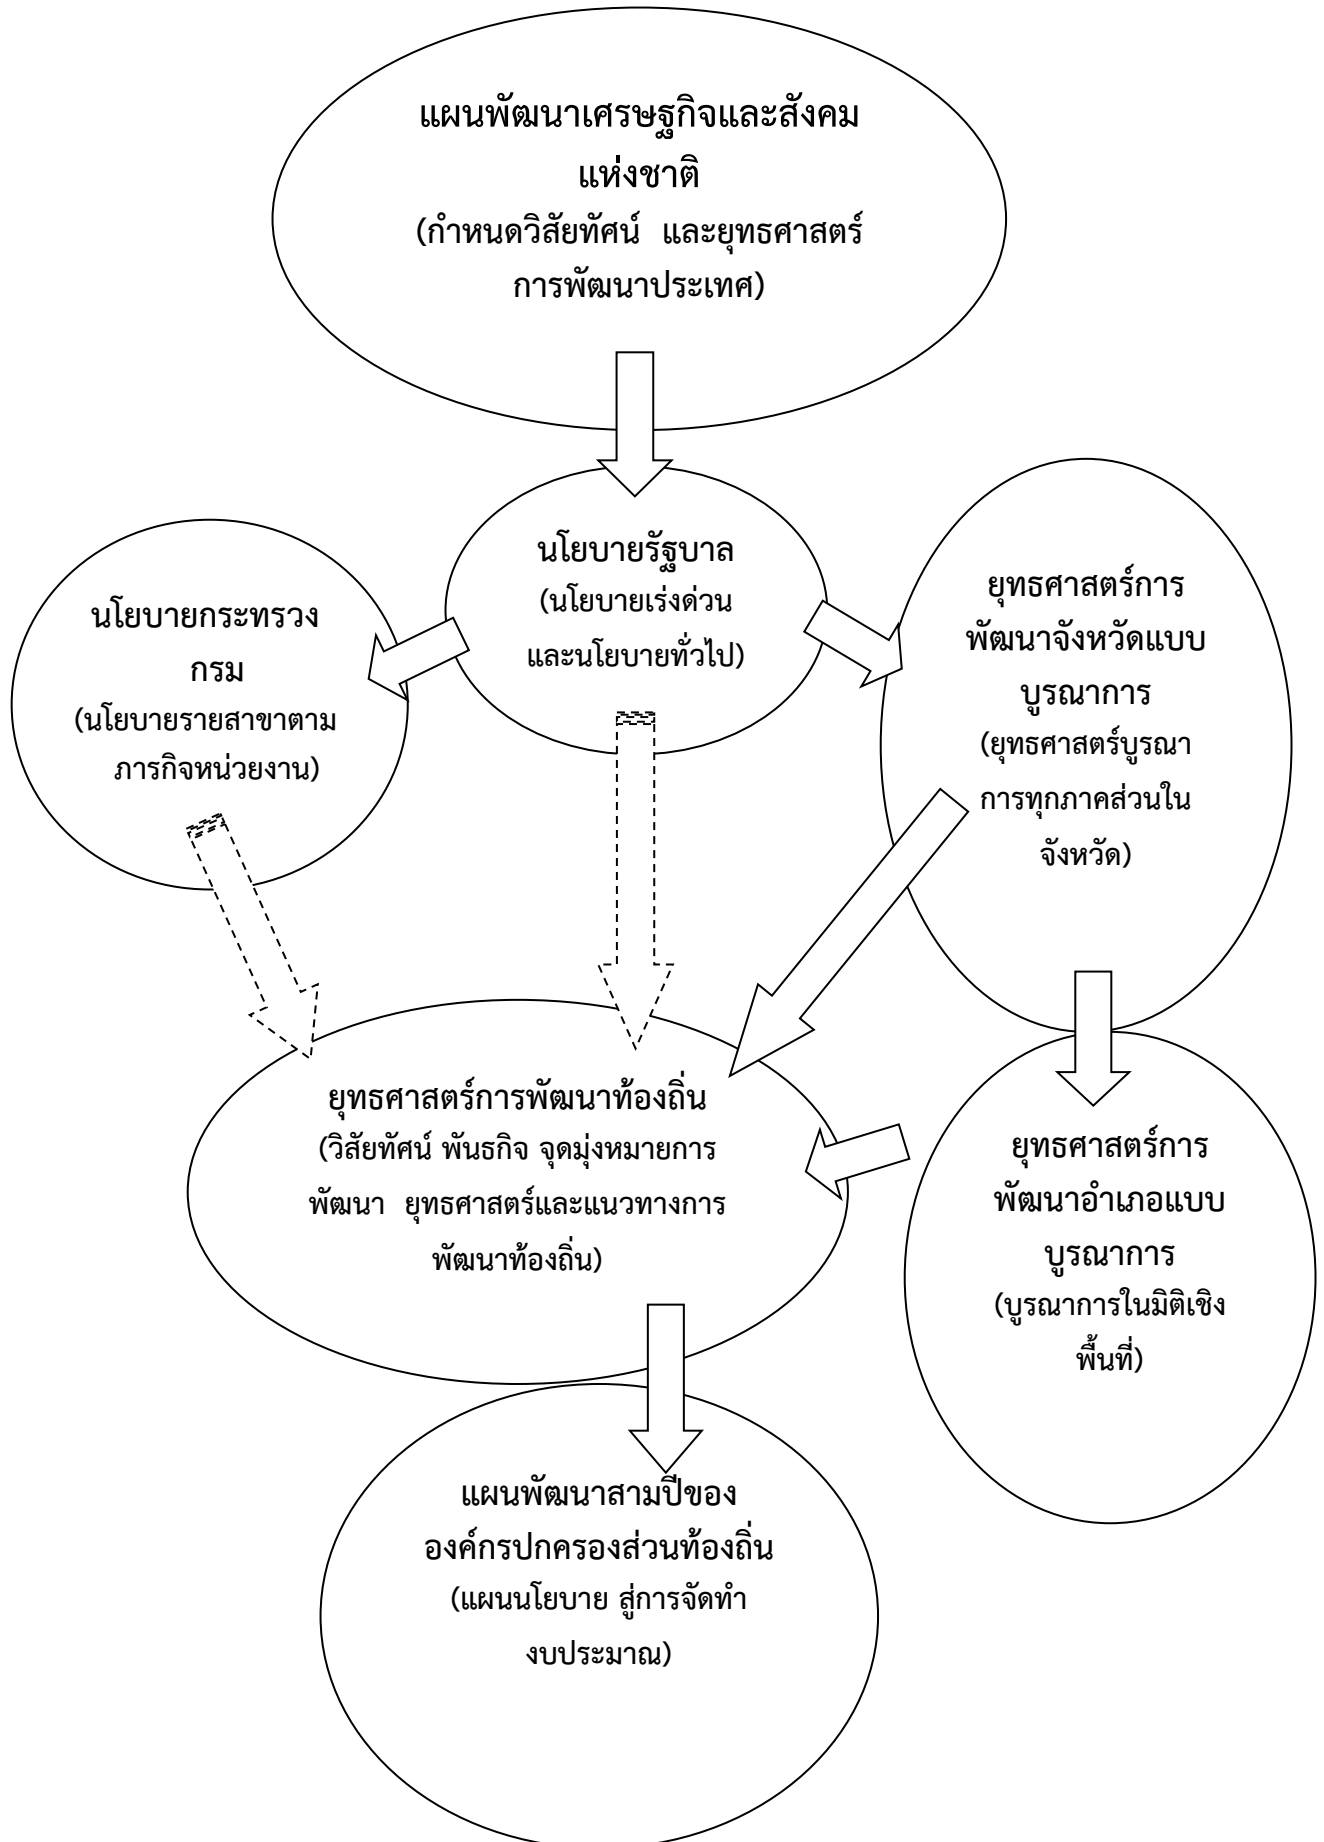 แผนพัฒนาเศรษฐกิจและสังคม
แห่งชาติ
(กำหนดวิสัยทัศน์  และยุทธศาสตร์
การพัฒนาประเทศ)
นโยบายรัฐบาล
(นโยบายเร่งด่วน
และนโยบายทั่วไป)
นโยบายกระทรวง
กรม
(นโยบายรายสาขาตาม
ภารกิจหน่วยงาน)
ยุทธศาสตร์การ
พัฒนาจังหวัดแบบ
บูรณาการ
(ยุทธศาสตร์บูรณา
การทุกภาคส่วนใน
จังหวัด)
ยุทธศาสตร์การพัฒนาท้องถิ่น
(วิสัยทัศน์ พันธกิจ จุดมุ่งหมายการ
พัฒนา  ยุทธศาสตร์และแนวทางการ
พัฒนาท้องถิ่น)
ยุทธศาสตร์การ
พัฒนาอำเภอแบบ
บูรณาการ
(บูรณาการในมิติเชิง
พื้นที่)
แผนพัฒนาสามปีของ
องค์กรปกครองส่วนท้องถิ่น
(แผนนโยบาย สู่การจัดทำ
งบประมาณ)